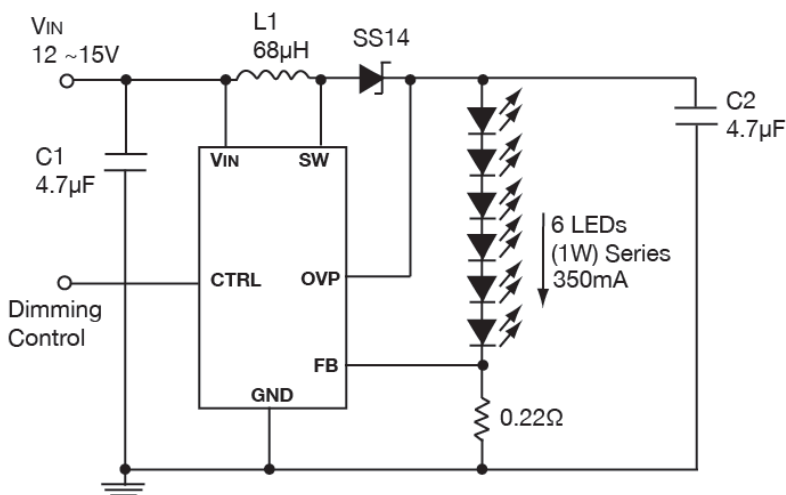 VIN
12 ~15V
L1
68µH
SS14
C2
4.7µF
C1
4.7µF
VIN
SW
CTRL
OVP
FB
GND
Dimming
Control
6 LEDs
(1W) Series
350mA
0.22Ω